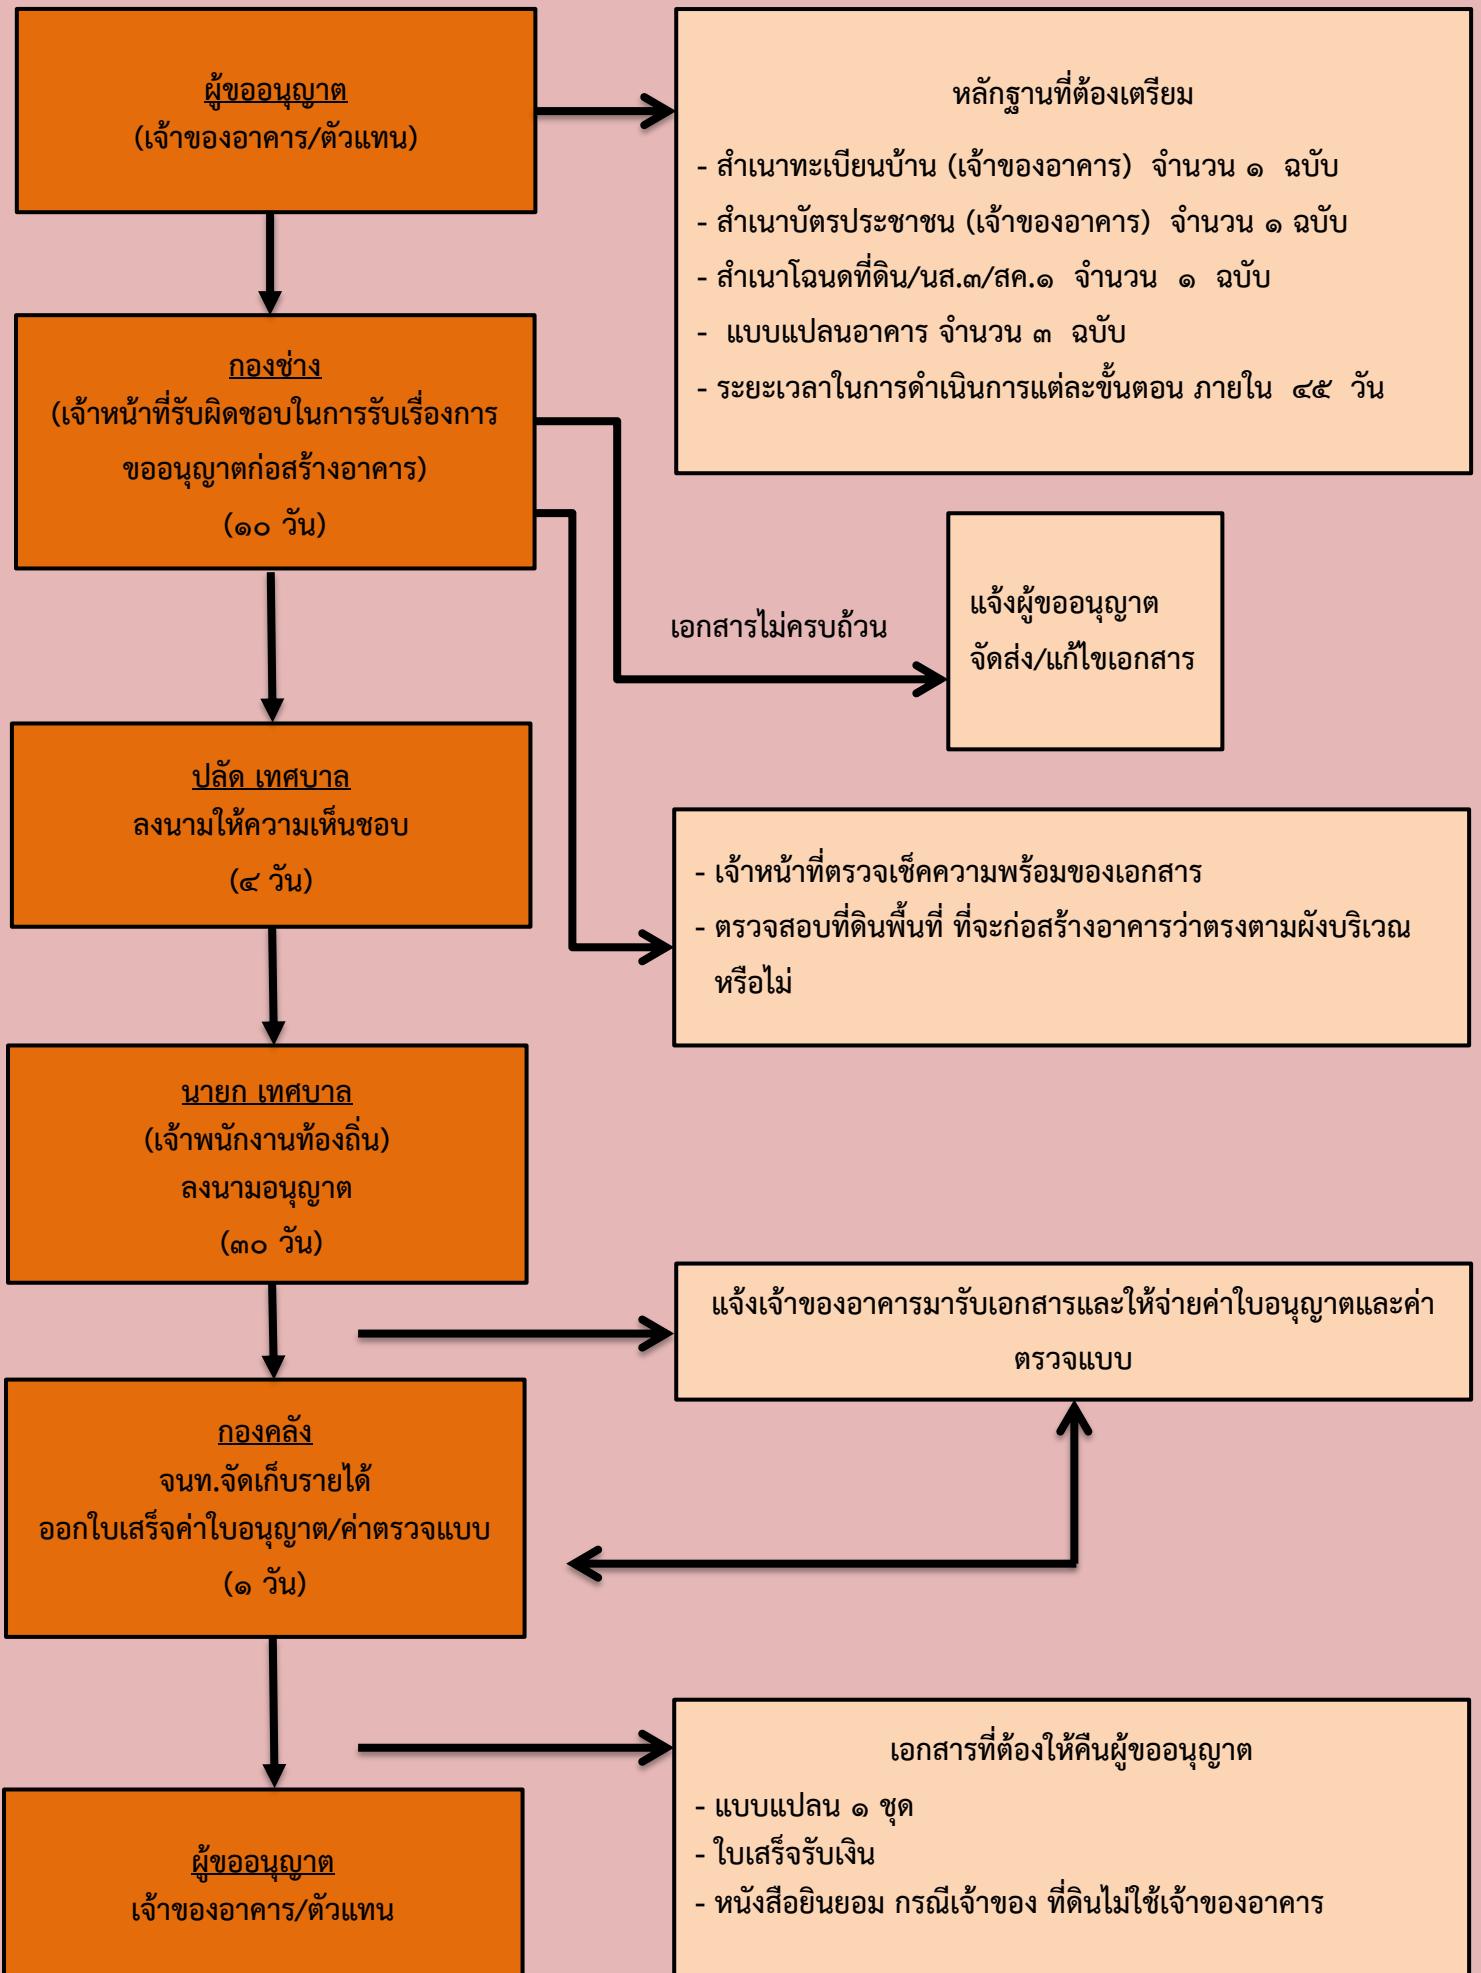 ผู้ขออนุญาต
(เจ้าของอาคาร/ตัวแทน)
หลักฐานที่ต้องเตรียม
- สำเนาทะเบียนบ้าน (เจ้าของอาคาร) จำนวน ๑ ฉบับ
- สำเนาบัตรประชาชน (เจ้าของอาคาร) จำนวน ๑ ฉบับ
- สำเนาโฉนดที่ดิน/นส.๓/สค.๑ จำนวน ๑ ฉบับ
- แบบแปลนอาคาร จำนวน ๓ ฉบับ
- ระยะเวลาในการดำเนินการแต่ละขั้นตอน ภายใน ๔๕ วัน
กองช่าง
(เจ้าหน้าที่รับผิดชอบในการรับเรื่องการ
ขออนุญาตก่อสร้างอาคาร)
(๑๐ วัน)
เอกสารไม่ครบถ้วน
แจ้งผู้ขออนุญาต
จัดส่ง/แก้ไขเอกสาร
ปลัด เทศบาล
ลงนามให้ความเห็นชอบ
(๔ วัน)
- เจ้าหน้าที่ตรวจเช็คความพร้อมของเอกสาร
- ตรวจสอบที่ดินพื้นที่ ที่จะก่อสร้างอาคารว่าตรงตามผังบริเวณ
หรือไม่
นายก เทศบาล
(เจ้าพนักงานท้องถิ่น)
ลงนามอนุญาต
(๓๐ วัน)
แจ้งเจ้าของอาคารมารับเอกสารและให้จ่ายค่าใบอนุญาตและค่า
ตรวจแบบ
กองคลัง
จนท.จัดเก็บรายได้
ออกใบเสร็จค่าใบอนุญาต/ค่าตรวจแบบ
(๑ วัน)
เอกสารที่ต้องให้คืนผู้ขออนุญาต
- แบบแปลน ๑ ชุด
- ใบเสร็จรับเงิน
- หนังสือยินยอม กรณีเจ้าของ ที่ดินไม่ใช้เจ้าของอาคาร
ผู้ขออนุญาต
เจ้าของอาคาร/ตัวแทน